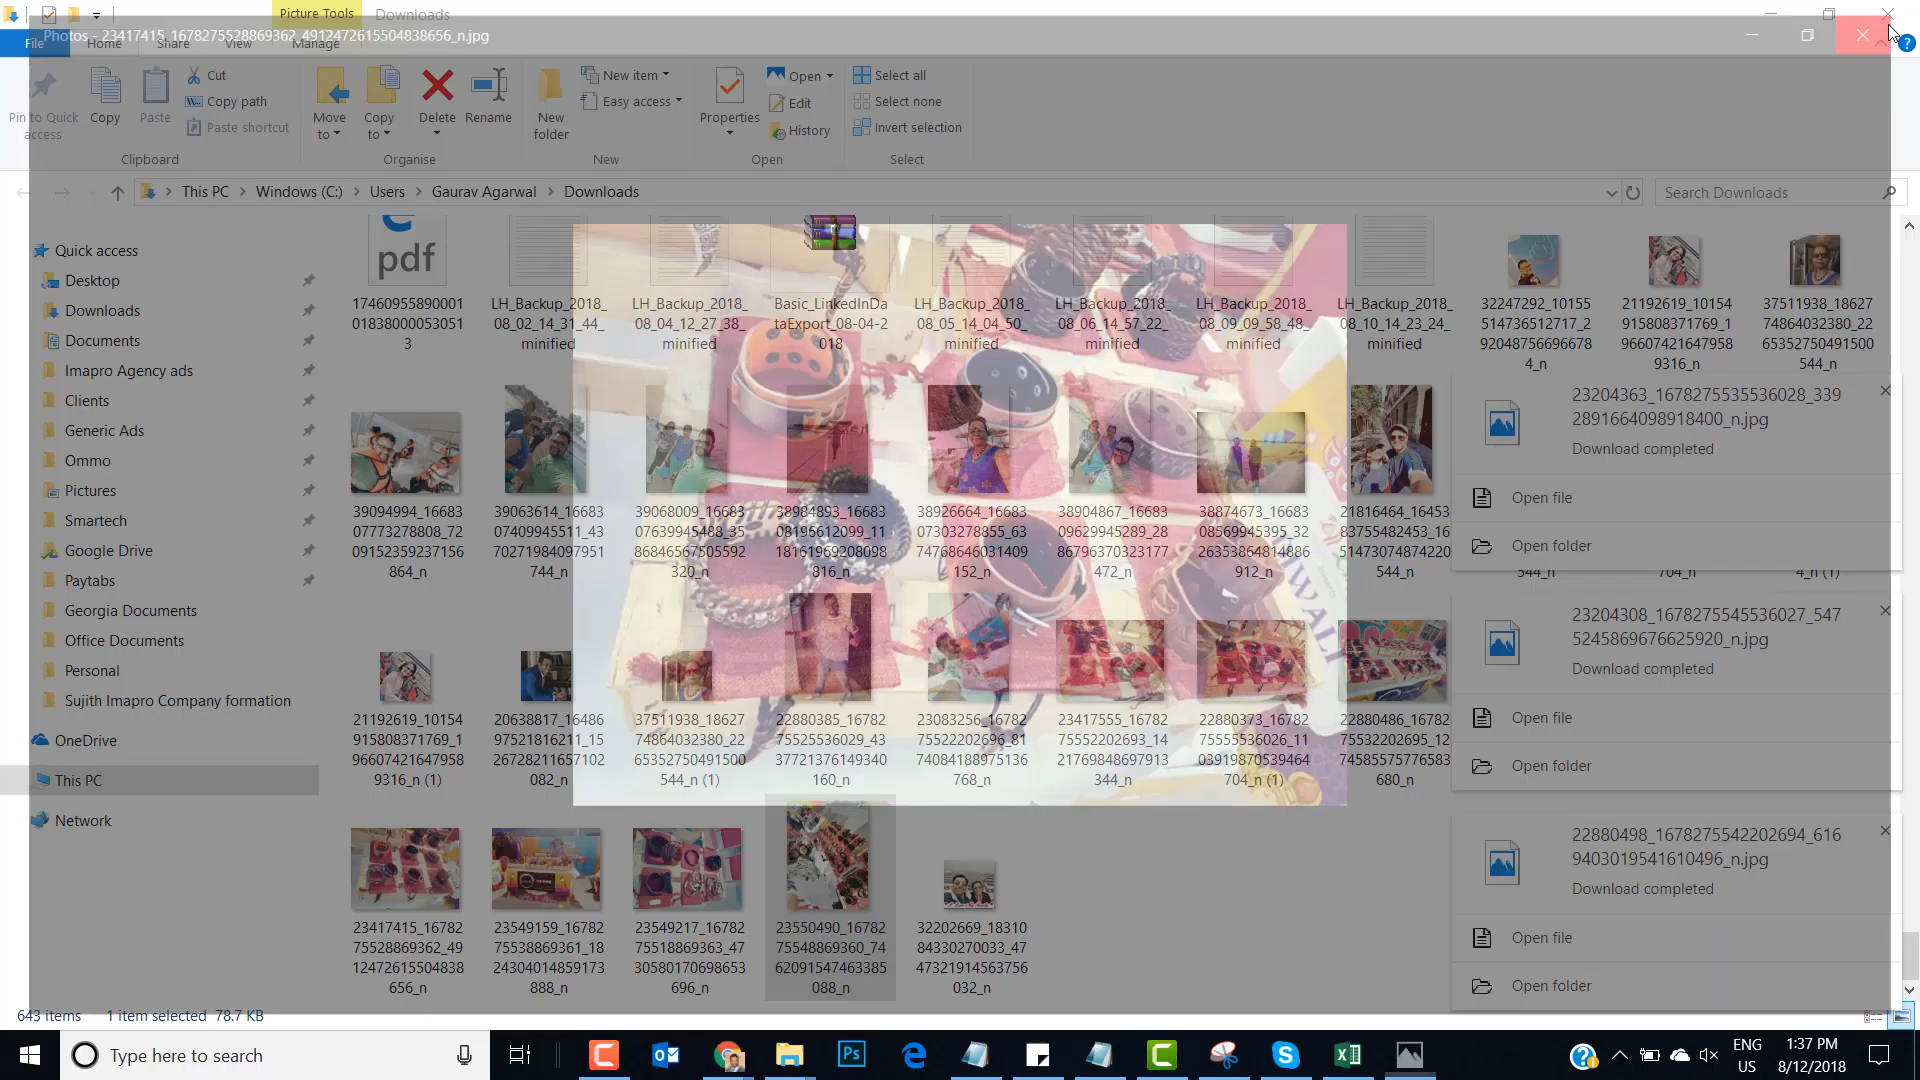 Picture Tools
Downloads
Photos - 23417415_1678275528869362_4912472615504838656_n.jpg
File
Home
Share
View
Manage
Pin to Quick access
Copy
Paste
Cut
Copy path
Paste shortcut
Move to
Copy to
Delete
Rename
New folder
New item
Easy access
Properties
Open
Edit
History
Select all
Select none
Invert selection
Clipboard
Organise
New
Open
Select
This PC
Windows (C:)
Users
Gaurav Agarwal
Downloads
Search Downloads
Quick access
Desktop
Downloads
Documents
Imapro Agency ads
Clients
Generic Ads
Ommo
Pictures
Smartech
Google Drive
Paytabs
Georgia Documents
Office Documents
Personal
Sujith Imapro Company formation
OneDrive
This PC
Network
pdf
17460955890001
01838000053051
3
LH_Backup_2018_
08_02_14_31_44_
minified
LH_Backup_2018_
08_04_12_27_38_
minified
Basic_LinkedInDa
taExport_08-04-2
018
LH_Backup_2018_
08_05_14_04_50_
minified
LH_Backup_2018_
08_06_14_57_22_
minified
LH_Backup_2018_
08_09_09_58_48_
minified
LH_Backup_2018_
08_10_14_23_24_
minified
32247292_10155
514736512717_2
92048756696678
4_n
21192619_10154
915808371769_1
96607421647958
9316_n
37511938_18627
74864032380_22
65352750491500
544_n
39094994_16683
07773278808_72
09152359237156
864_n
39063614_16683
07409945511_43
70271984097951
744_n
39068009_16683
07639945488_35
86846567505592
320_n
38984893_16683
08195612099_11
18161969208098
816_n
38926664_16683
07303278855_63
74768646031409
152_n
38904867_16683
09629945289_28
86796370323177
472_n
38874673_16683
08569945395_32
26353864814886
912_n
21816464_16453
83755482453_16
51473074874220
544_n
544_n
704_n
4_n (1)
21192619_10154
915808371769_1
96607421647958
9316_n (1)
20638817_16486
97521816211_15
26728211657102
082_n
37511938_18627
74864032380_22
65352750491500
544_n (1)
22880385_16782
75525536029_43
37721376149340
160_n
23083256_16782
75522202696_81
74084188975136
768_n
23417555_16782
75552202693_14
21769848697913
344_n
22880373_16782
75555536026_11
03919870539464
704_n (1)
22880486_16782
75532202695_12
74585575776583
680_n
23417415_16782
75528869362_49
12472615504838
656_n
23549159_16782
75538869361_18
24304014859173
888_n
23549217_16782
75518869363_47
30580170698653
696_n
23550490_16782
75548869360_74
62091547463385
088_n
32202669_18310
84330270033_47
47321914563756
032_n
23204363_1678275535536028_339
2891664098918400_n.jpg
Download completed
Open file
Open folder
23204308_1678275545536027_547
5245869676625920_n.jpg
Download completed
Open file
Open folder
22880498_1678275542202694_616
9403019541610496_n.jpg
Download completed
Open file
Open folder
643 items
1 item selected 78.7 KB
Type here to search
ENG
US
1:37 PM
8/12/2018